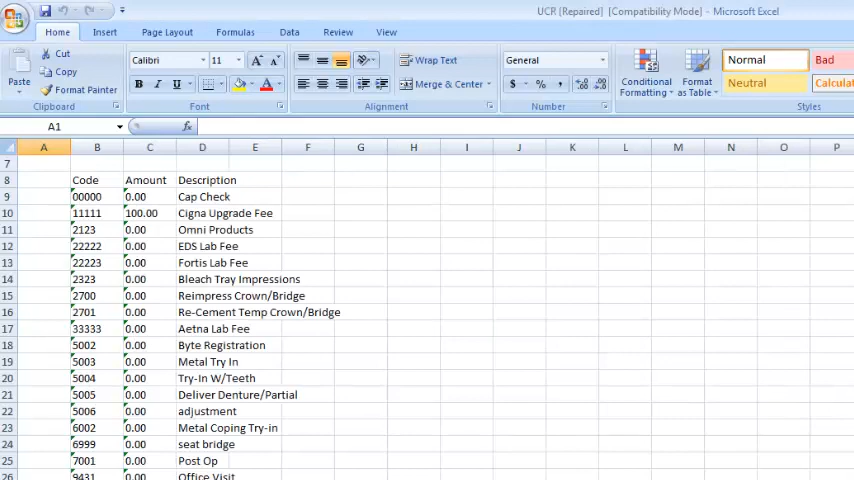 UCR [Repaired] [Compatibility Mode] - Microsoft Excel
Home Insert Page Layout Formulas Data Review View
Paste Cut Copy Format Painter
Calibri 11 A A Wrap Text General Conditional Formatting Format as Table Normal Bad
B I U A Merge & Center $ % , .0 .00 .00 .0 Neutral Calculat
Clipboard Font Alignment Number Styles
A1 fx
A B C D E F G H I J K L M N O P
7
8 Code Amount Description
9 00000 0.00 Cap Check
10 11111 100.00 Cigna Upgrade Fee
11 2123 0.00 Omni Products
12 22222 0.00 EDS Lab Fee
13 22223 0.00 Fortis Lab Fee
14 2323 0.00 Bleach Tray Impressions
15 2700 0.00 Reimpress Crown/Bridge
16 2701 0.00 Re-Cement Temp Crown/Bridge
17 33333 0.00 Aetna Lab Fee
18 5002 0.00 Byte Registration
19 5003 0.00 Metal Try In
20 5004 0.00 Try-In W/Teeth
21 5005 0.00 Deliver Denture/Partial
22 5006 0.00 adjustment
23 6002 0.00 Metal Coping Try-in
24 6999 0.00 seat bridge
25 7001 0.00 Post Op
26 9431 0.00 Office Visit